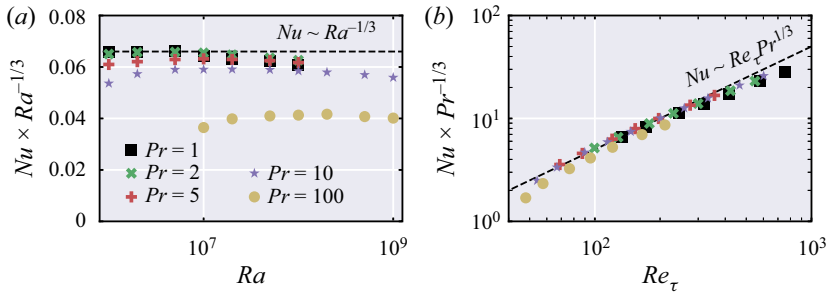 (a)
Nu ~ Ra^{-1/3}
0.08
0.06
0.04
0.02
0
Nu × Ra^{-1/3}
Pr = 1
Pr = 2
Pr = 5
Pr = 10
Pr = 100
10^7
10^9
Ra
(b)
Nu ~ Re_τ Pr^{1/3}
10^2
10^1
10^0
Nu × Pr^{-1/3}
10^2
10^3
Re_τ